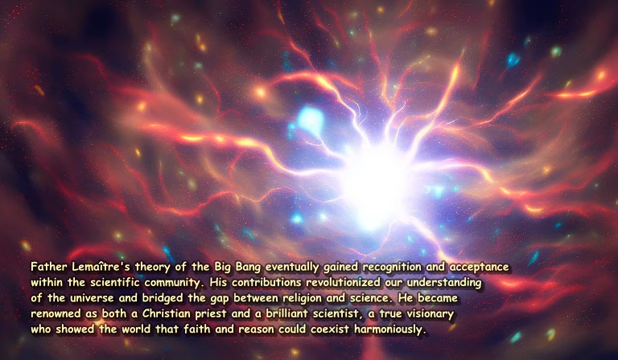 Father Lemaître's theory of the Big Bang eventually gained recognition and acceptance
within the scientific community. His contributions revolutionized our understanding
of the universe and bridged the gap between religion and science. He became
renowned as both a Christian priest and a brilliant scientist, a true visionary
who showed the world that faith and reason could coexist harmoniously.